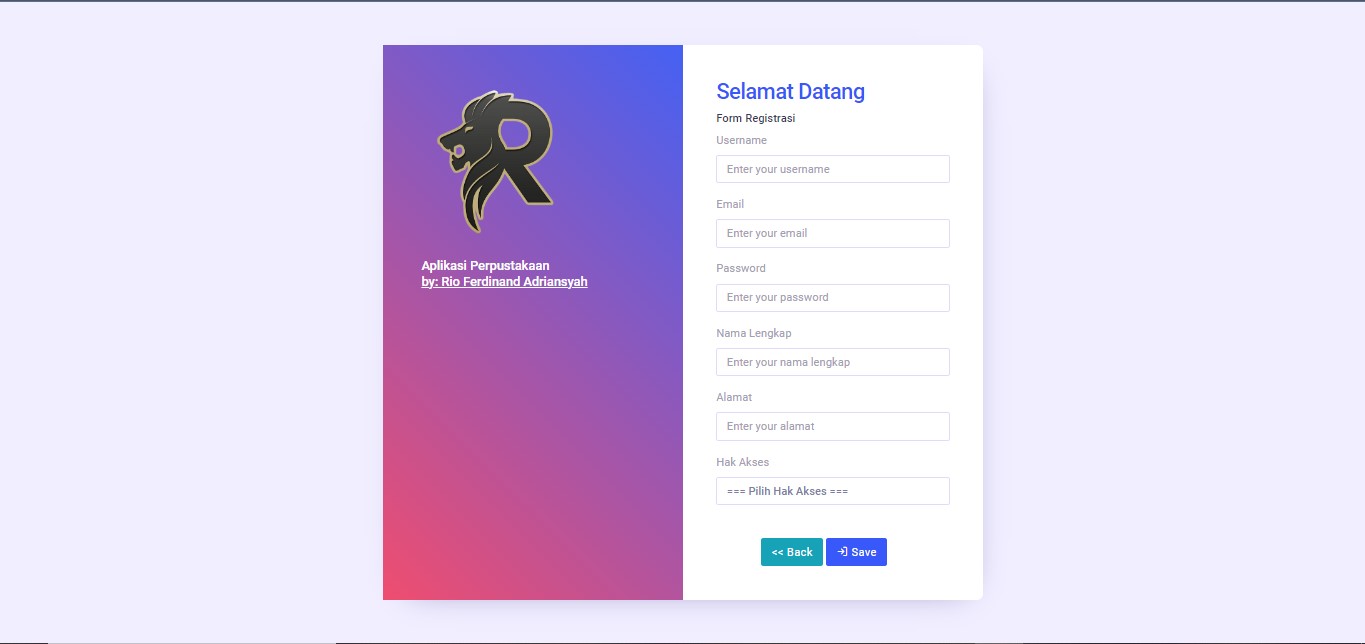 R
Aplikasi Perpustakaan
by: Rio Ferdinand Adriansyah
Selamat Datang
Form Registrasi
Username
Enter your username
Email
Enter your email
Password
Enter your password
Nama Lengkap
Enter your nama lengkap
Alamat
Enter your alamat
Hak Akses
=== Pilih Hak Akses ===
<< Back
Save